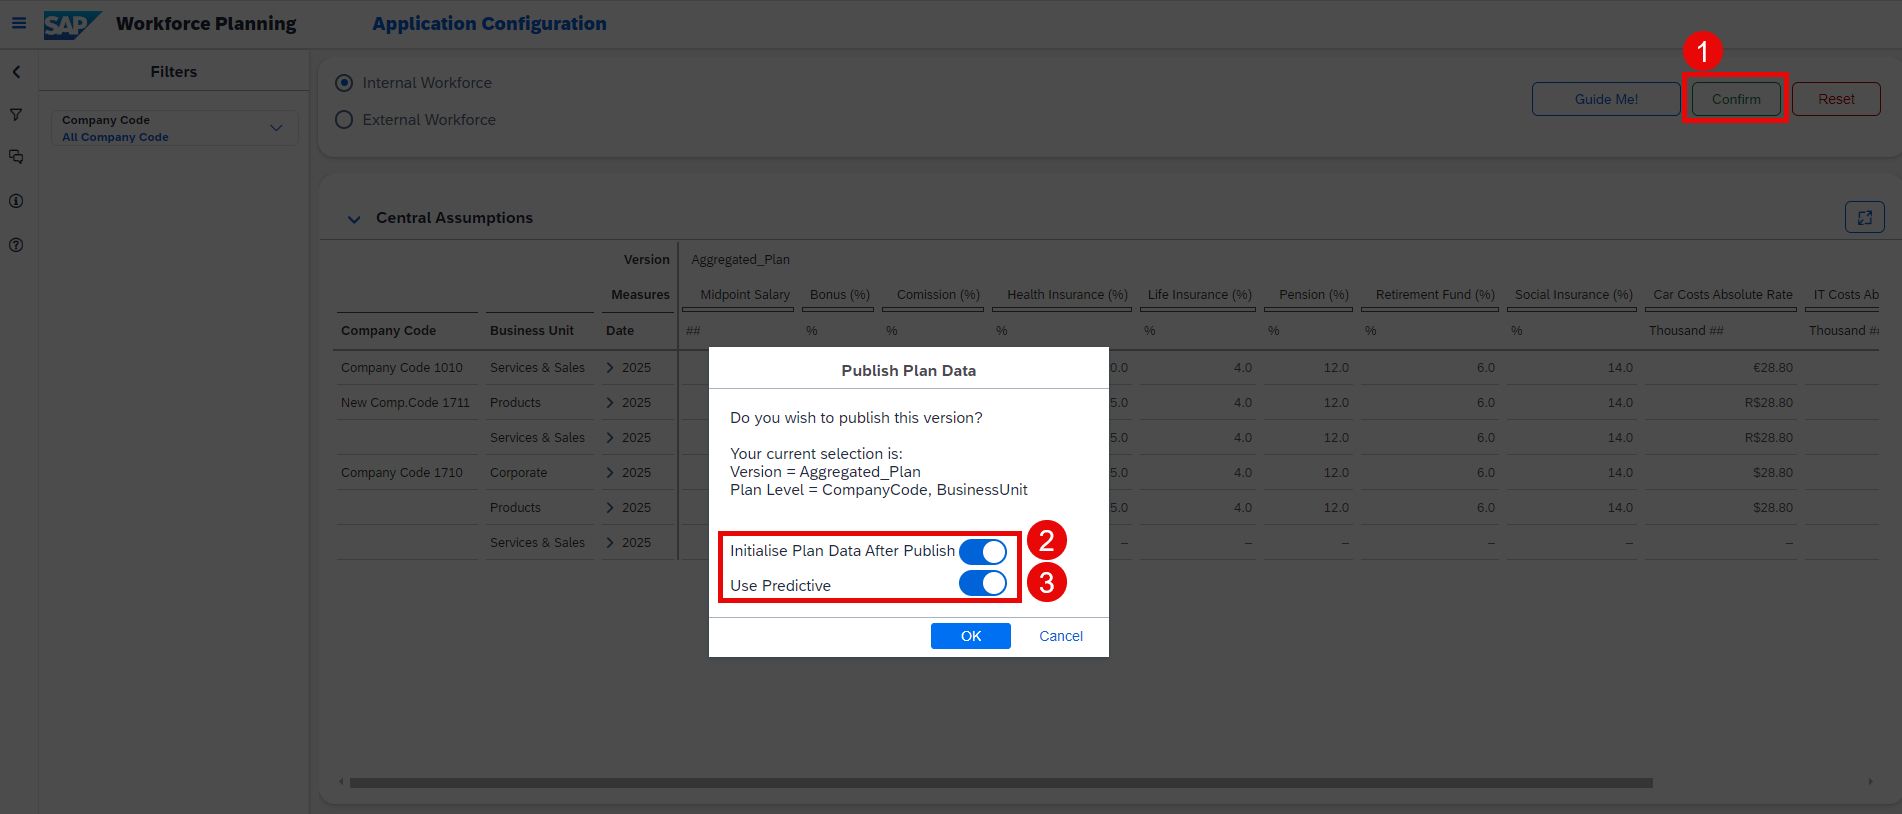 SAP Workforce Planning Application Configuration
1
Filters
Company Code
All Company Code
Internal Workforce
External Workforce
Guide Me! Confirm Reset
Central Assumptions
Version Aggregated_Plan
Measures Midpoint Salary Bonus (%) Comission (%) Health Insurance (%) Life Insurance (%) Pension (%) Retirement Fund (%) Social Insurance (%) Car Costs Absolute Rate IT Costs Ab
Company Code Business Unit Date ## % % % % % % % Thousand ## Thousand ##
Company Code 1010 Services & Sales 2025 0.0 4.0 12.0 6.0 14.0 €28.80
New Comp.Code 1711 Products 2025 5.0 4.0 12.0 6.0 14.0 R$28.80
Services & Sales 2025 5.0 4.0 12.0 6.0 14.0 R$28.80
Company Code 1710 Corporate 2025 5.0 4.0 12.0 6.0 14.0 $28.80
Products 2025 5.0 4.0 12.0 6.0 14.0 $28.80
Services & Sales 2025 – – – – – –
Publish Plan Data
Do you wish to publish this version?
Your current selection is:
Version = Aggregated_Plan
Plan Level = CompanyCode, BusinessUnit
Initialise Plan Data After Publish 2
Use Predictive 3
OK Cancel